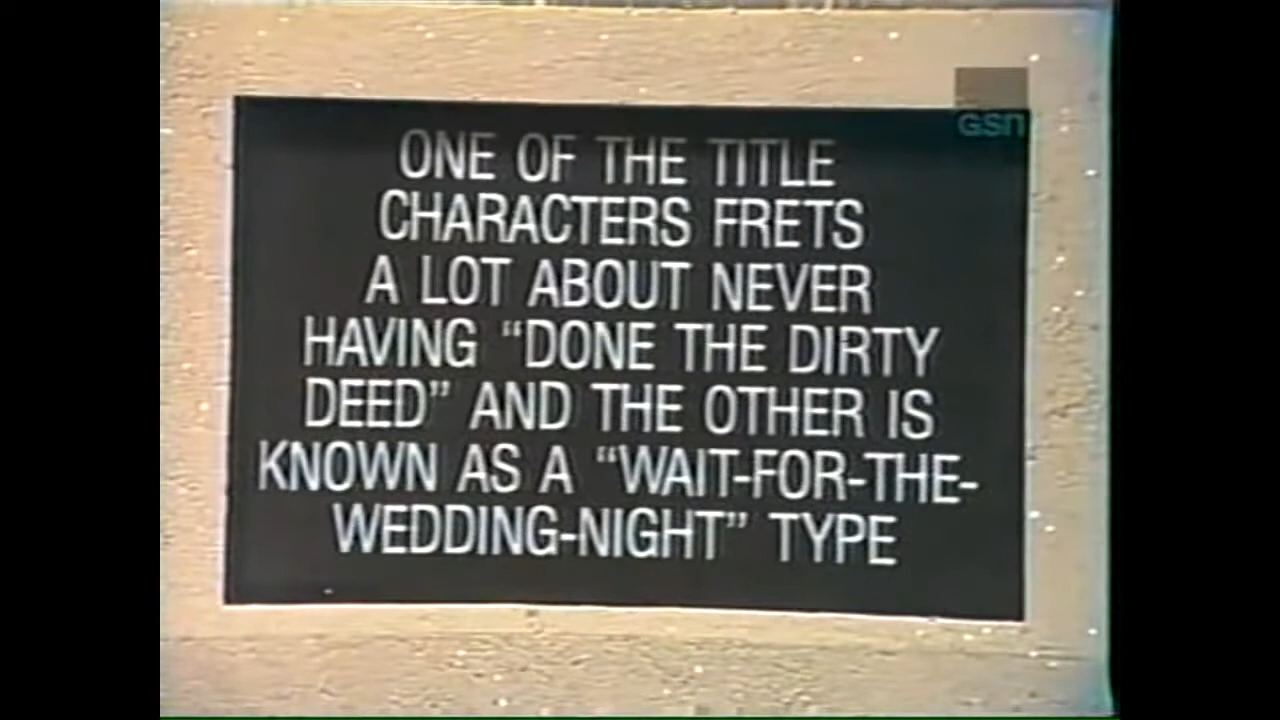 GSN
ONE OF THE TITLE
CHARACTERS FRETS
A LOT ABOUT NEVER
HAVING “DONE THE DIRTY
DEED” AND THE OTHER IS
KNOWN AS A “WAIT-FOR-THE-
WEDDING-NIGHT” TYPE